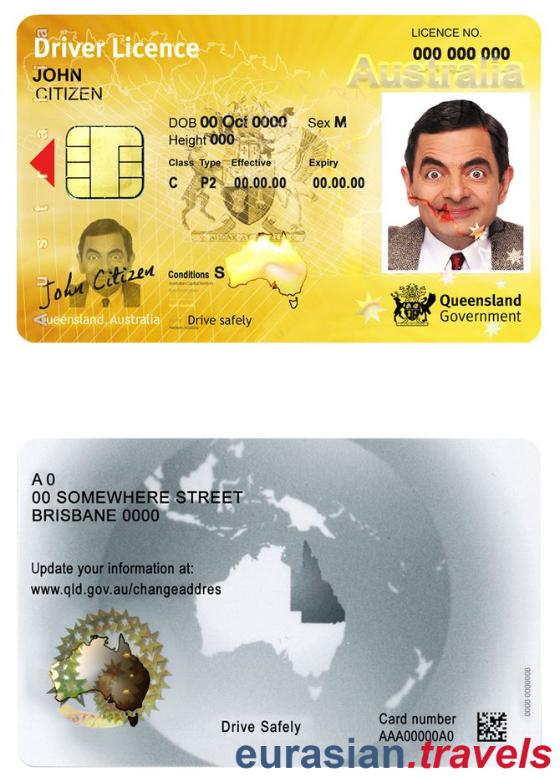 Driver Licence
LICENCE NO.
000 000 000
Australia
JOHN
CITIZEN
DOB 00 Oct 0000 Sex M
Height 000
Class Type Effective Expiry
C P2 00.00.00 00.00.00
Australia
John Citizen
Conditions S
Queensland, Australia
Drive safely
Queensland
Government
A 0
00 SOMEWHERE STREET
BRISBANE 0000
Update your information at:
www.qld.gov.au/changeaddres
0000 0000000
Drive Safely
Card number
AAA00000A0
eurasian.travels